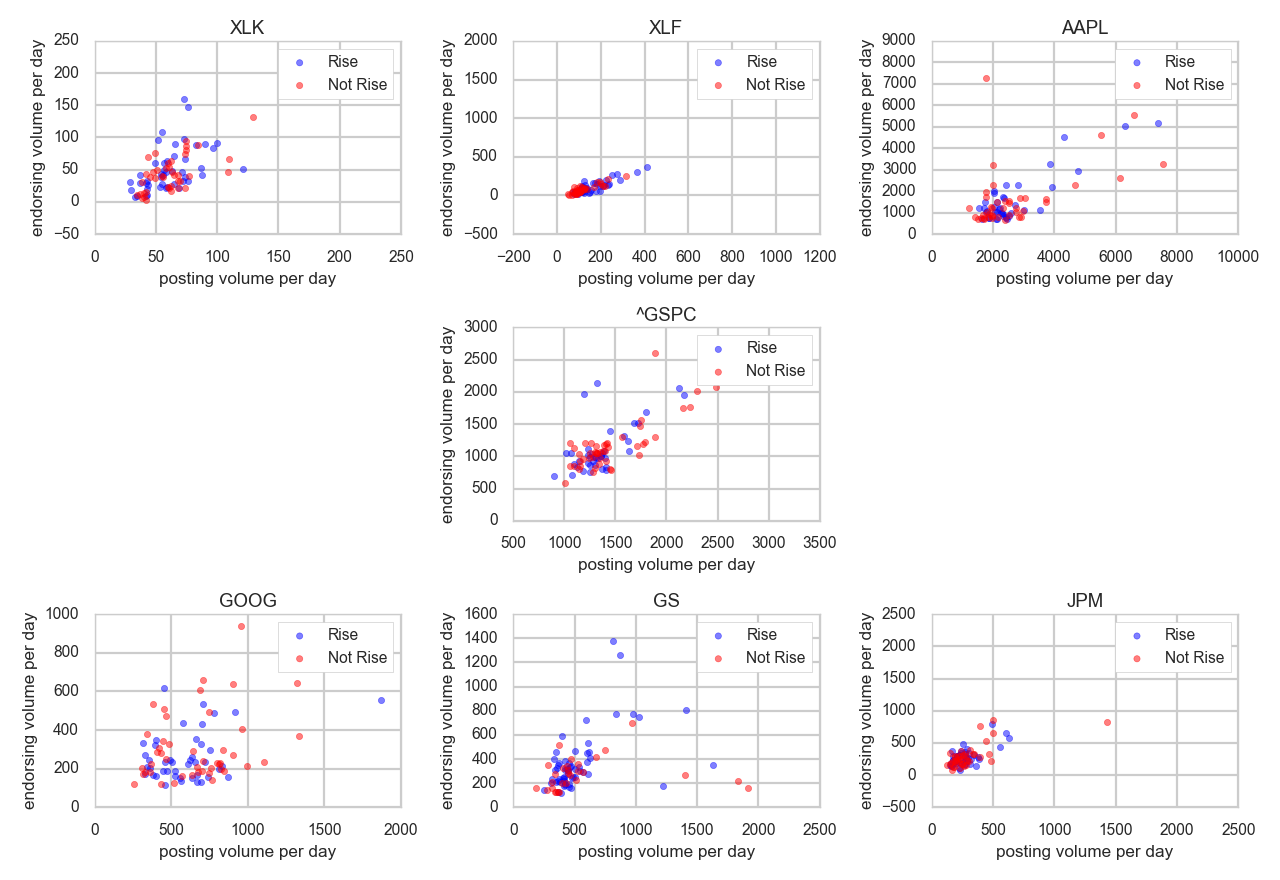 XLK
endorsing volume per day
250
200
150
100
50
0
−50
Rise
Not Rise
0 50 100 150 200 250
posting volume per day
XLF
endorsing volume per day
2000
1500
1000
500
0
−500
Rise
Not Rise
−200 0 200 400 600 800 1000 1200
posting volume per day
AAPL
endorsing volume per day
9000
8000
7000
6000
5000
4000
3000
2000
1000
0
Rise
Not Rise
0 2000 4000 6000 8000 10000
posting volume per day
^GSPC
endorsing volume per day
3000
2500
2000
1500
1000
500
0
Rise
Not Rise
500 1000 1500 2000 2500 3000 3500
posting volume per day
GOOG
endorsing volume per day
1000
800
600
400
200
0
Rise
Not Rise
0 500 1000 1500 2000
posting volume per day
GS
endorsing volume per day
1600
1400
1200
1000
800
600
400
200
0
Rise
Not Rise
0 500 1000 1500 2000 2500
posting volume per day
JPM
endorsing volume per day
2500
2000
1500
1000
500
0
−500
Rise
Not Rise
0 500 1000 1500 2000 2500
posting volume per day